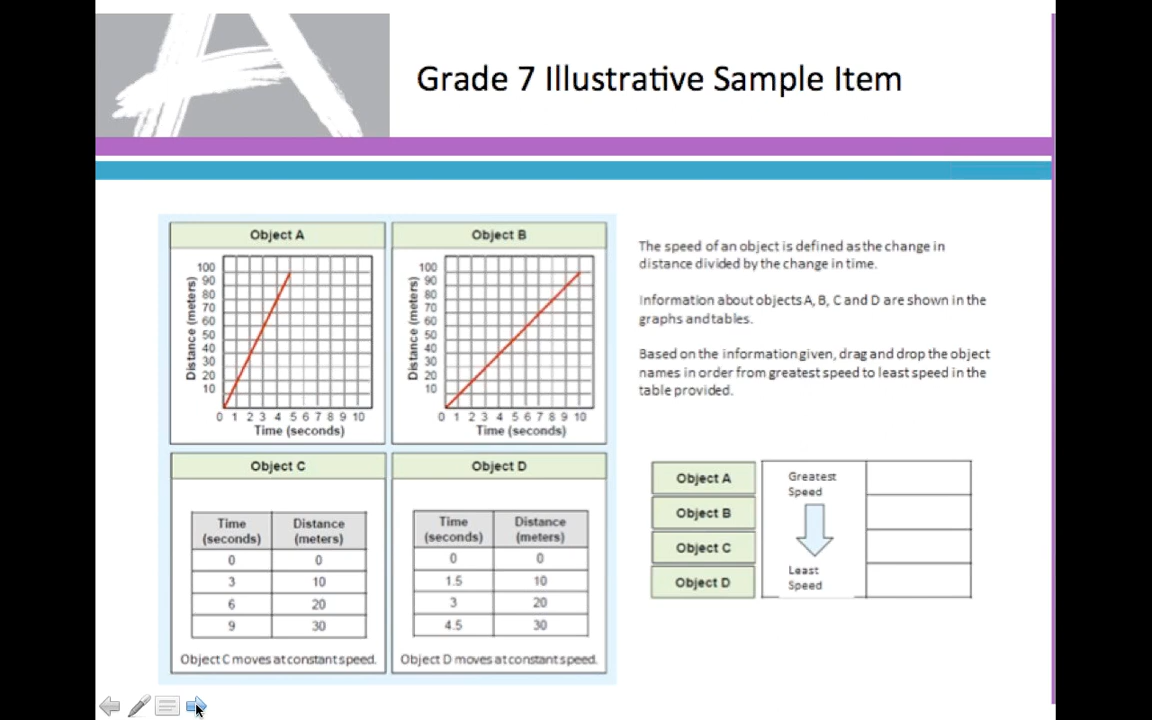 Grade 7 Illustrative Sample Item
Object A
100
90
80
70
60
50
40
30
20
10
Distance (meters)
0 1 2 3 4 5 6 7 8 9 10
Time (seconds)
Object B
100
90
80
70
60
50
40
30
20
10
Distance (meters)
0 1 2 3 4 5 6 7 8 9 10
Time (seconds)
Object C
Time Distance
(seconds) (meters)
0 0
3 10
6 20
9 30
Object C moves at constant speed.
Object D
Time Distance
(seconds) (meters)
0 0
1.5 10
3 20
4.5 30
Object D moves at constant speed.
The speed of an object is defined as the change in
distance divided by the change in time.
Information about objects A, B, C and D are shown in the
graphs and tables.
Based on the information given, drag and drop the object
names in order from greatest speed to least speed in the
table provided.
Object A
Object B
Object C
Object D
Greatest
Speed
Least
Speed